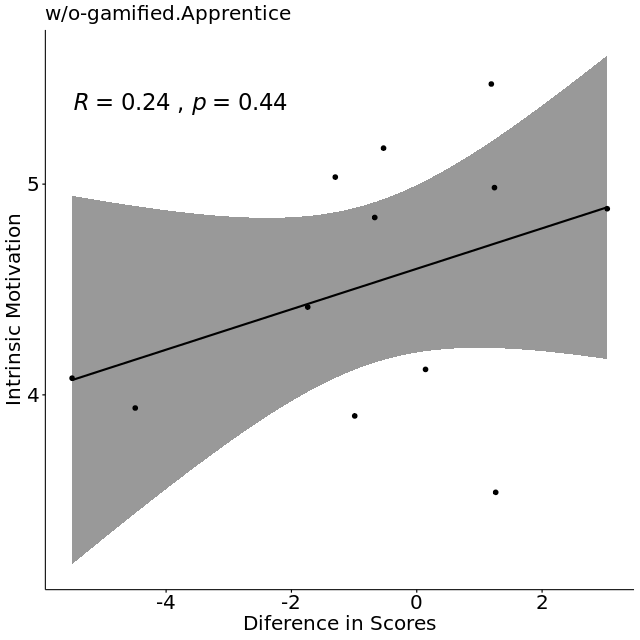 w/o-gamified.Apprentice
R = 0.24 , p = 0.44
5
4
Intrinsic Motivation
-4 -2 0 2
Diference in Scores